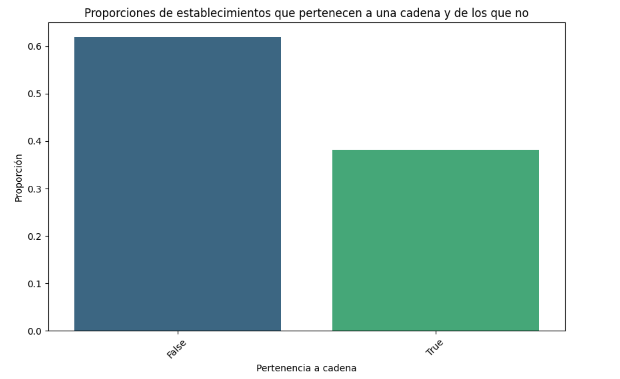 Proporciones de establecimientos que pertenecen a una cadena y de los que no
0.6
0.5
0.4
0.3
0.2
0.1
0.0
Proporción
False
True
Pertenencia a cadena